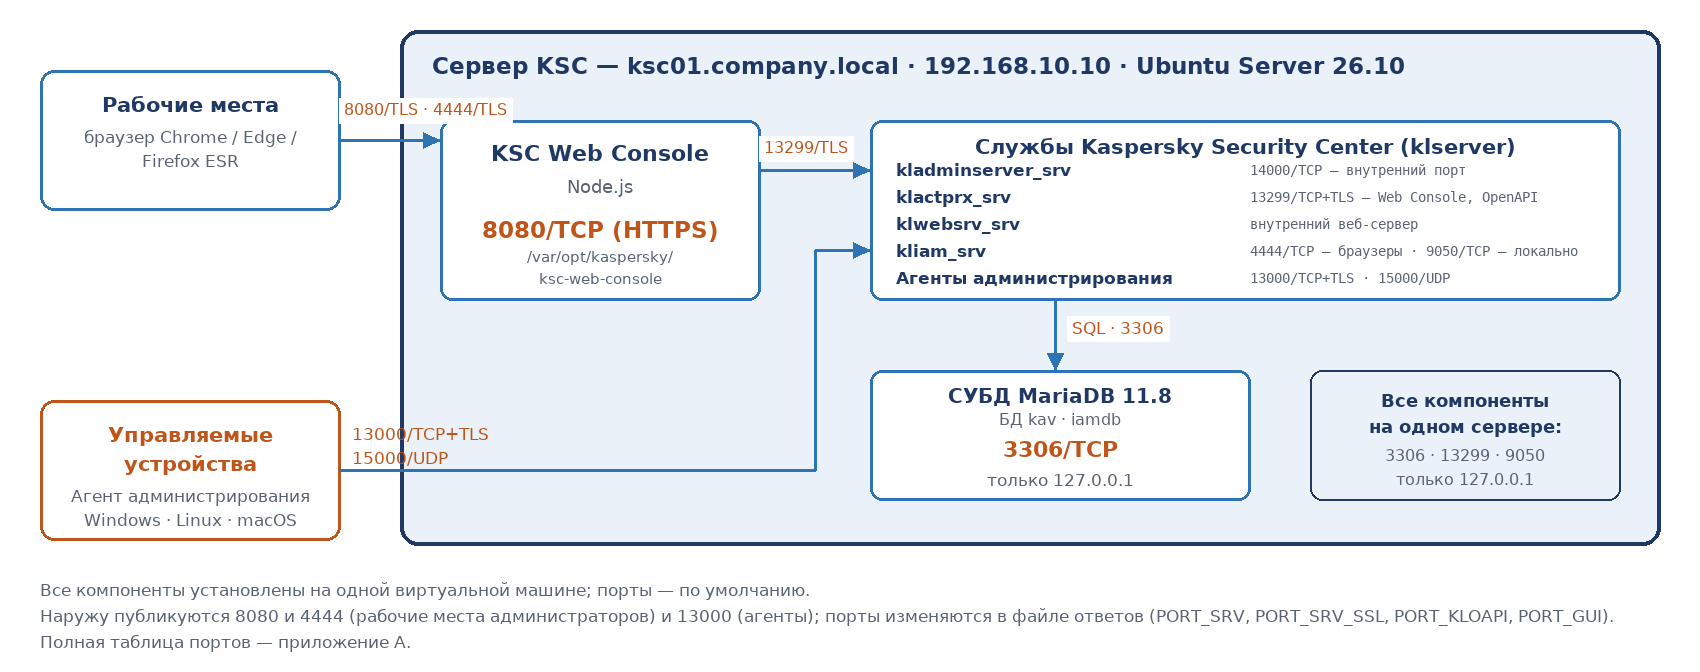 Сервер KSC — ksc01.company.local · 192.168.10.10 · Ubuntu Server 26.10
Рабочие места
браузер Chrome / Edge /
Firefox ESR
8080/TLS · 4444/TLS
KSC Web Console
Node.js
8080/TCP (HTTPS)
/var/opt/kaspersky/
ksc-web-console
13299/TLS
Службы Kaspersky Security Center (klserver)
kladminserver_srv 14000/TCP — внутренний порт
klactprx_srv 13299/TCP+TLS — Web Console, OpenAPI
klwebsrv_srv внутренний веб-сервер
kliam_srv 4444/TCP — браузеры · 9050/TCP — локально
Агенты администрирования 13000/TCP+TLS · 15000/UDP
SQL · 3306
Управляемые
устройства
Агент администрирования
Windows · Linux · macOS
13000/TCP+TLS
15000/UDP
СУБД MariaDB 11.8
БД kav · iamdb
3306/TCP
только 127.0.0.1
Все компоненты
на одном сервере:
3306 · 13299 · 9050
только 127.0.0.1
Все компоненты установлены на одной виртуальной машине; порты — по умолчанию.
Наружу публикуются 8080 и 4444 (рабочие места администраторов) и 13000 (агенты); порты изменяются в файле ответов (PORT_SRV, PORT_SRV_SSL, PORT_KLOAPI, PORT_GUI).
Полная таблица портов — приложение А.